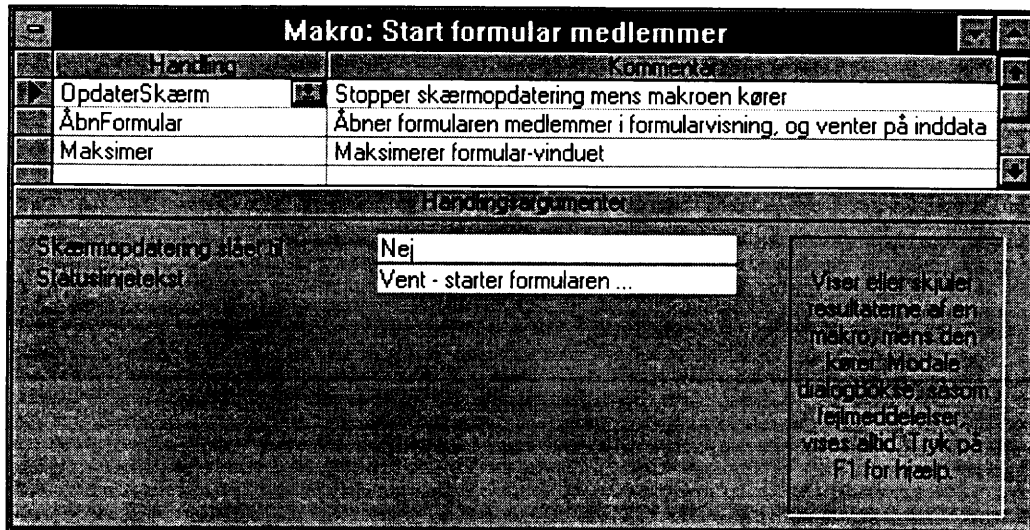 Makro: Start formular medlemmer
Handling Kommentar
OpdaterSkærm Stopper skærmopdatering mens makroen kører
ÅbnFormular Åbner formularen medlemmer i formularvisning, og venter på inddata
Maksimer Maksimerer formular-vinduet
Handlingsargumenter
Skærmopdatering slået til Nej
Statuslinjetekst Vent - starter formularen ...
Viser eller skjuler
resultaterne af en
makro, mens den
kører. Modale
dialogbokse, såsom
fejlmeddelelser,
vises altid. Tryk på
F1 for hjælp.